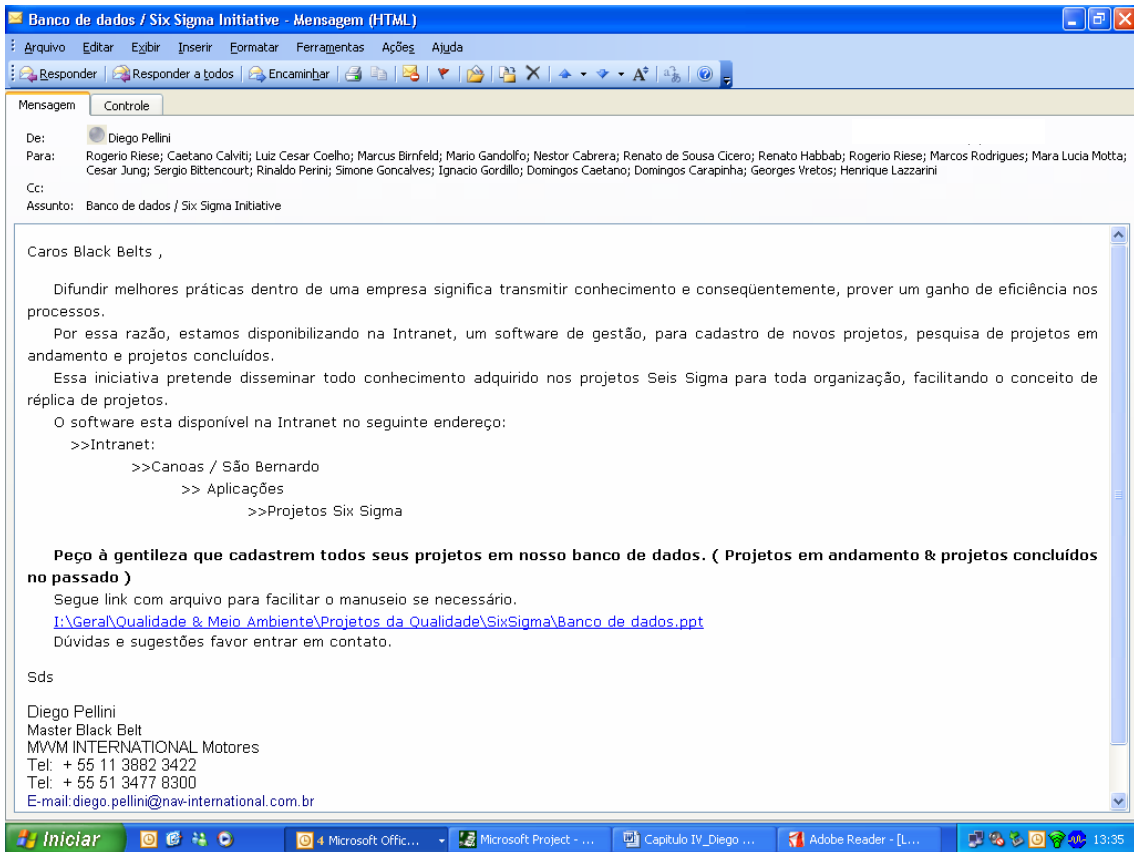 Banco de dados / Six Sigma Initiative - Mensagem (HTML)
Arquivo Editar Exibir Inserir Formatar Ferramentas Ações Ajuda
Responder Responder a todos Encaminhar
Mensagem Controle
De: Diego Pellini
Para: Rogerio Riese; Caetano Calviti; Luiz Cesar Coelho; Marcus Birnfeld; Mario Gandolfo; Nestor Cabrera; Renato de Sousa Cicero; Renato Habbab; Rogerio Riese; Marcos Rodrigues; Mara Lucia Motta;
Cesar Jung; Sergio Bittencourt; Rinaldo Perini; Simone Goncalves; Ignacio Gordillo; Domingos Caetano; Domingos Carapinha; Georges Vretos; Henrique Lazzarini
Cc:
Assunto: Banco de dados / Six Sigma Initiative
Caros Black Belts ,
Difundir melhores práticas dentro de uma empresa significa transmitir conhecimento e conseqüentemente, prover um ganho de eficiência nos
processos.
Por essa razão, estamos disponibilizando na Intranet, um software de gestão, para cadastro de novos projetos, pesquisa de projetos em
andamento e projetos concluídos.
Essa iniciativa pretende disseminar todo conhecimento adquirido nos projetos Seis Sigma para toda organização, facilitando o conceito de
réplica de projetos.
O software esta disponível na Intranet no seguinte endereço:
>>Intranet:
>>Canoas / São Bernardo
>> Aplicações
>>Projetos Six Sigma
Peço à gentileza que cadastrem todos seus projetos em nosso banco de dados. ( Projetos em andamento & projetos concluídos
no passado )
Segue link com arquivo para facilitar o manuseio se necessário.
I:\Geral\Qualidade & Meio Ambiente\Projetos da Qualidade\SixSigma\Banco de dados.ppt
Dúvidas e sugestões favor entrar em contato.
Sds
Diego Pellini
Master Black Belt
MWM INTERNATIONAL Motores
Tel: + 55 11 3882 3422
Tel: + 55 51 3477 8300
E-mail:diego.pellini@nav-international.com.br
Iniciar 4 Microsoft Offic... Microsoft Project - ... Capitulo IV_Diego ... Adobe Reader - [L... 13:35